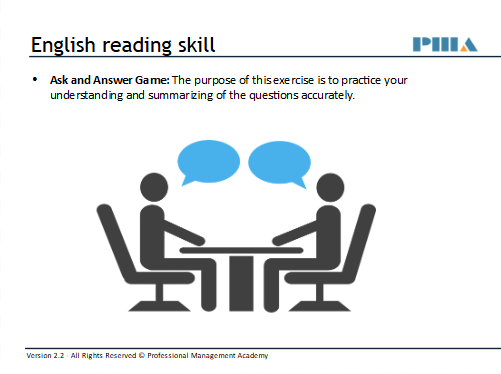 English reading skill
PMA
• Ask and Answer Game: The purpose of this exercise is to practice your
understanding and summarizing of the questions accurately.
Version 2.2 - All Rights Reserved © Professional Management Academy